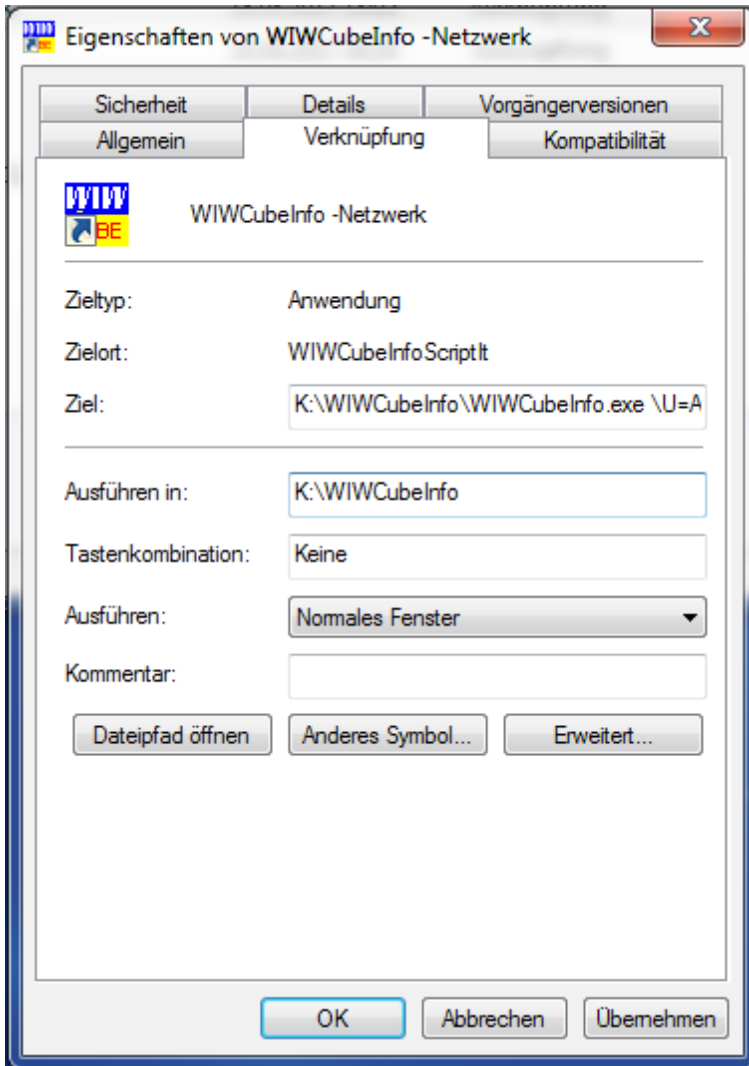 Eigenschaften von WIWCubeInfo -Netzwerk
Sicherheit Details Vorgängerversionen
Allgemein Verknüpfung Kompatibilität
WIW
BE
WIWCubeInfo -Netzwerk
Zieltyp: Anwendung
Zielort: WIWCubeInfoScriptIt
Ziel: K:\WIWCubeInfo\WIWCubeInfo.exe \U=A
Ausführen in: K:\WIWCubeInfo
Tastenkombination: Keine
Ausführen: Normales Fenster
Kommentar:
Dateipfad öffnen Anderes Symbol... Erweitert...
OK Abbrechen Übernehmen